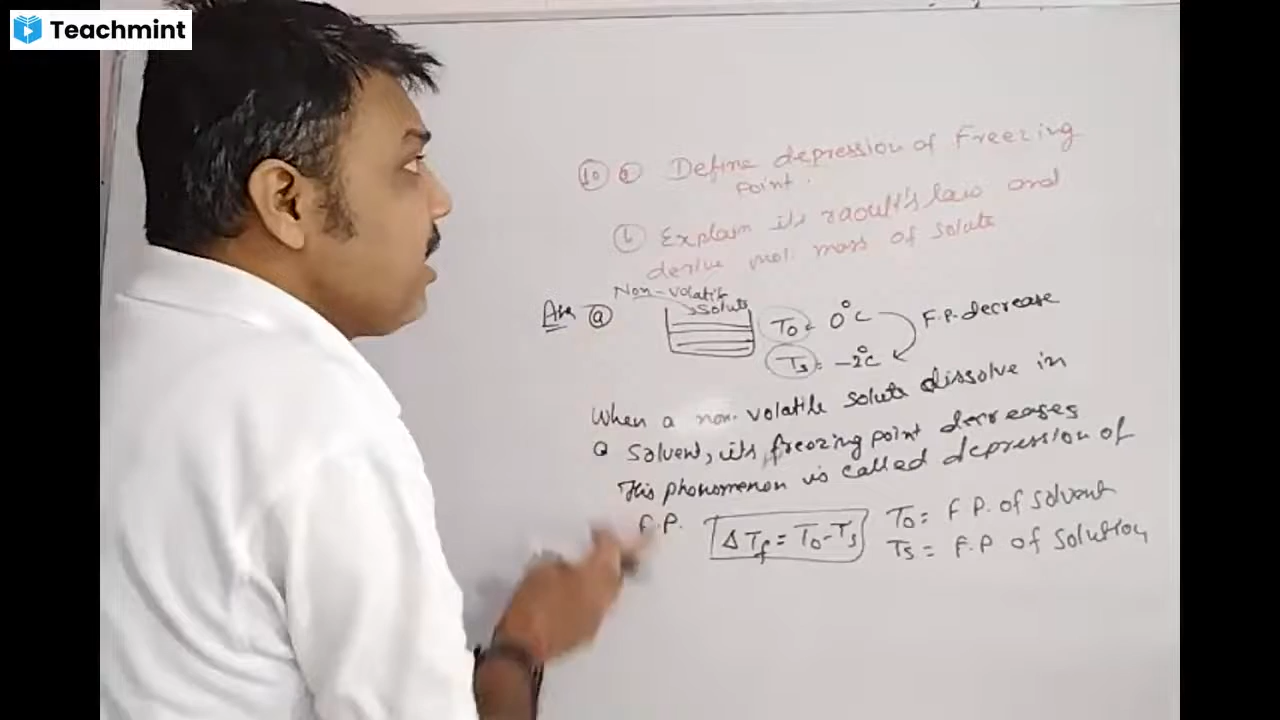 Teachmint
10 a Define depression of Freezing
Point.
b Explain its raoult's law and
derive mol. mass of solute
Ans a Non-volatile
solute
To = 0°C
F.P. decrease
Ts = -2°C
When a non-volatile solute dissolve in
a solvent, its freezing point decreases
this phenomenon is called depression of
F.P.
ΔTf = To-Ts
To = F.P. of solvent
Ts = F.P of solution